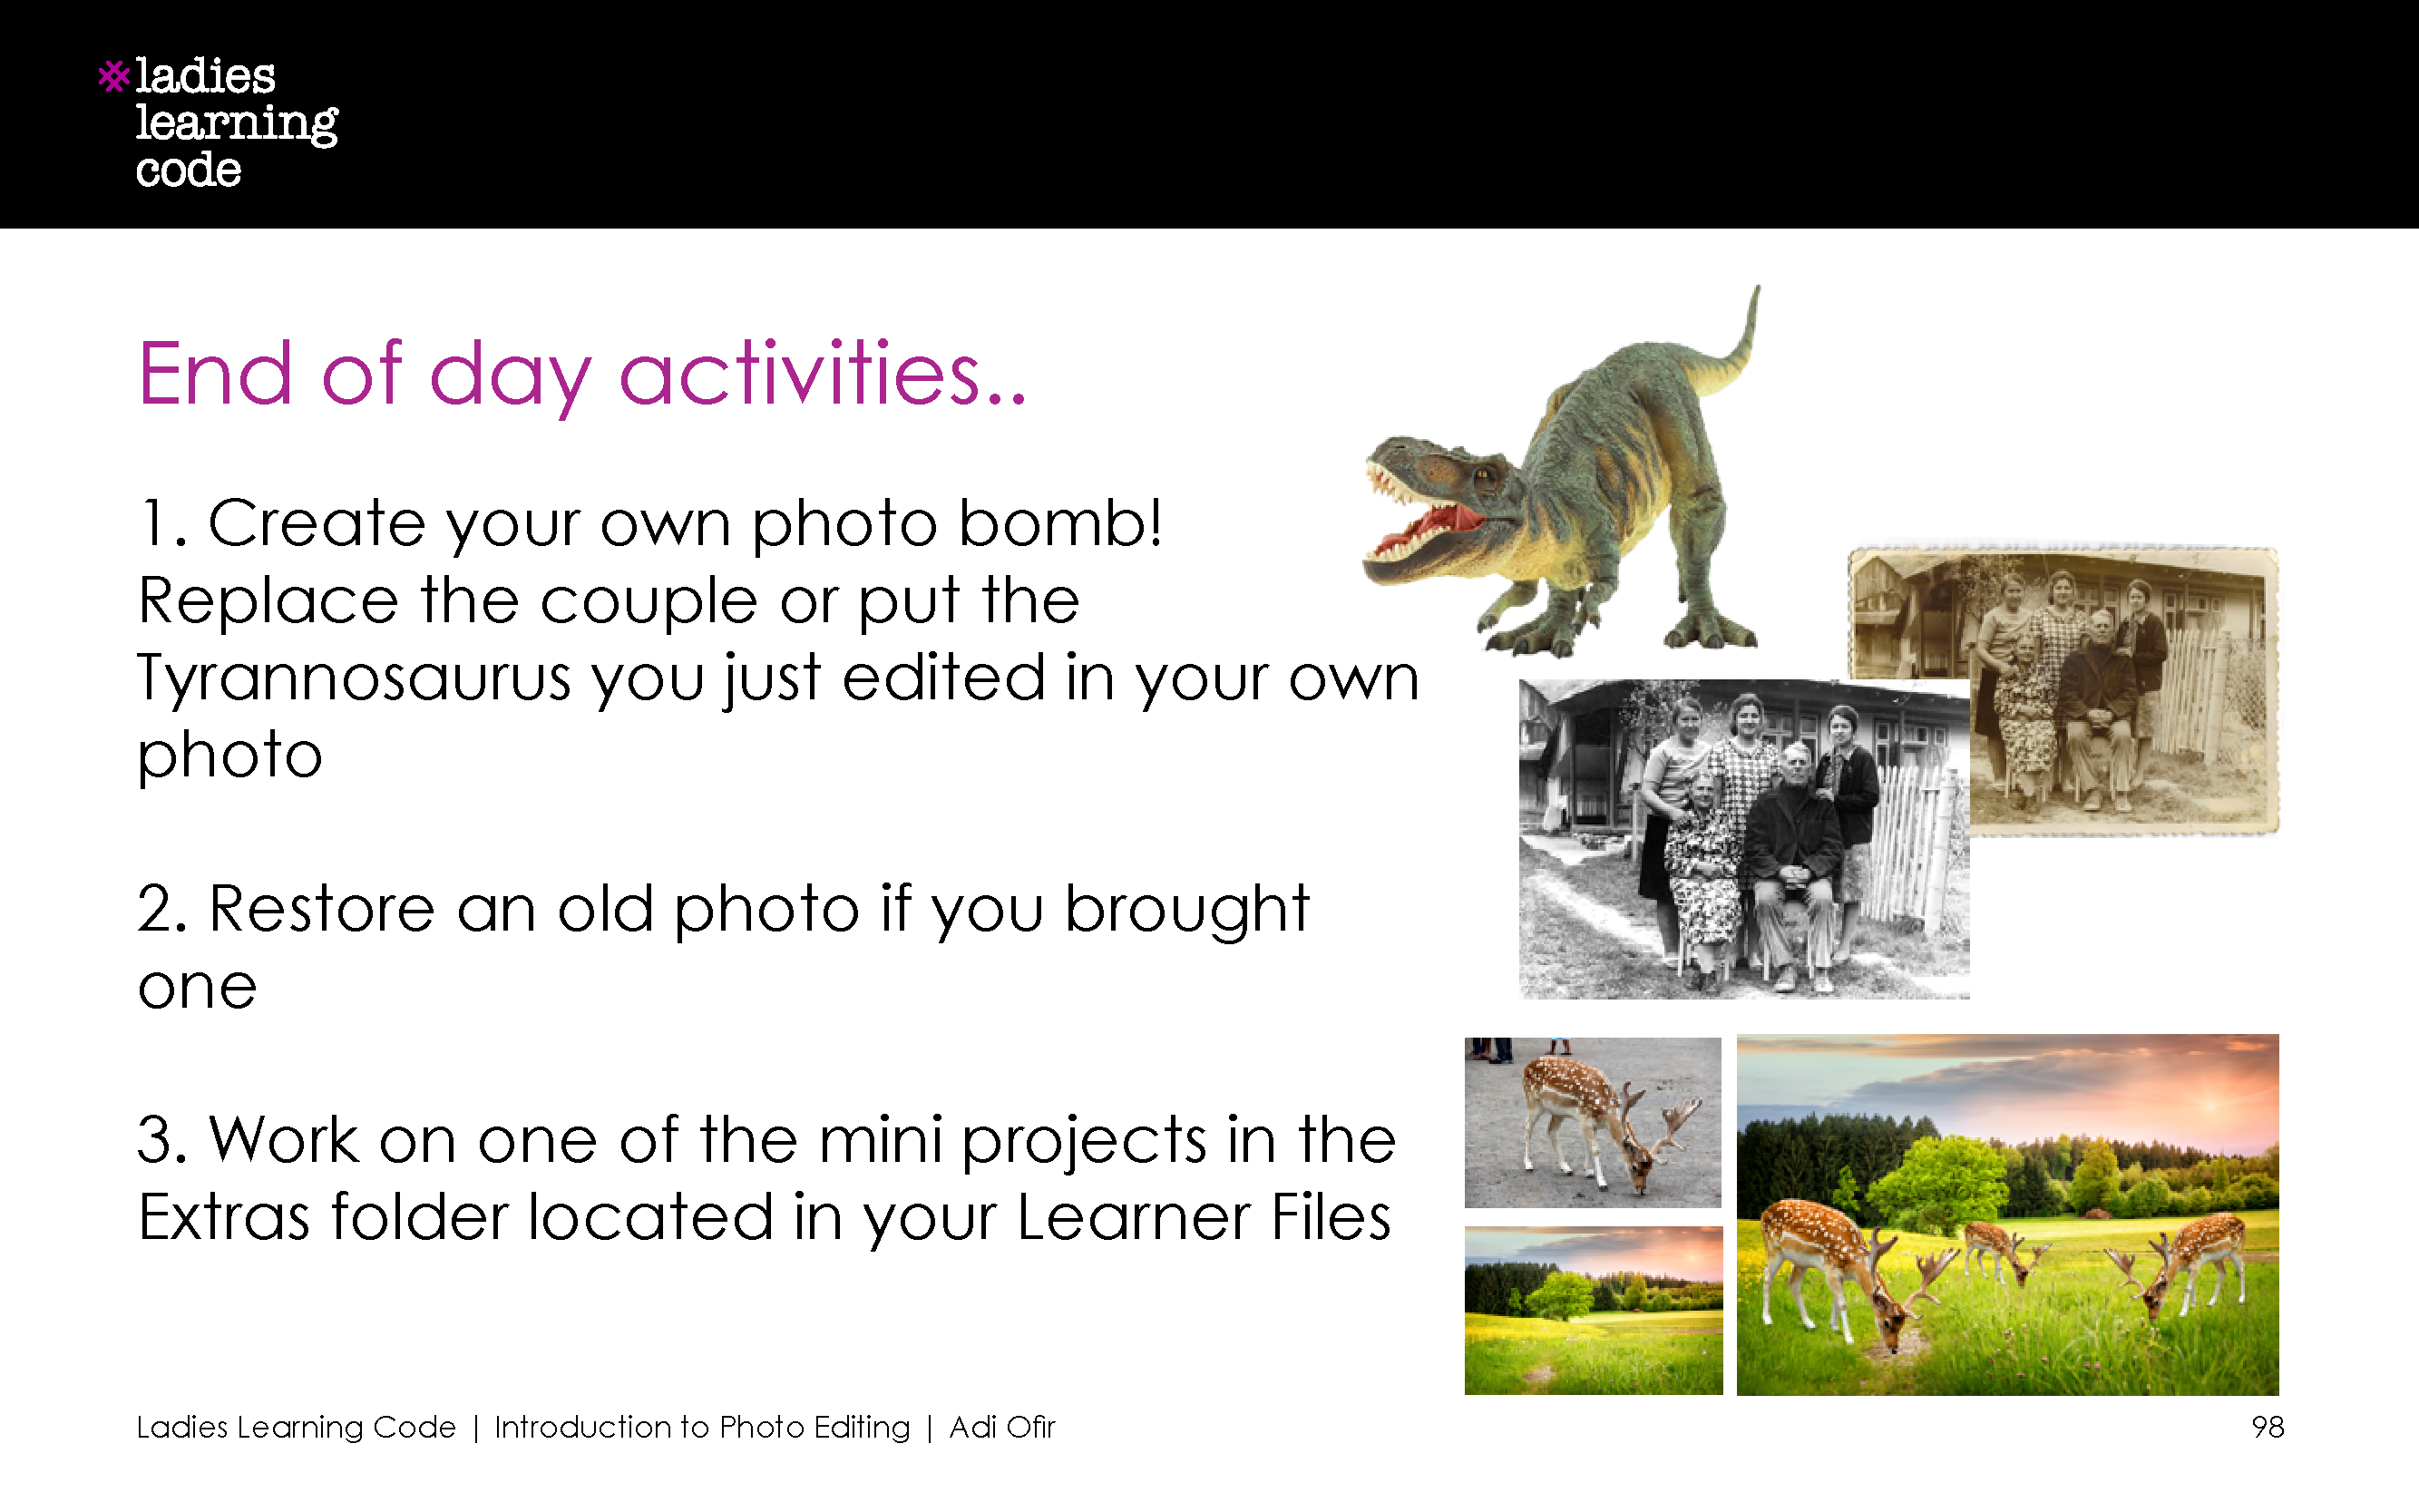 ladies
learning
code
End of day activities..
1. Create your own photo bomb!
Replace the couple or put the
Tyrannosaurus you just edited in your own
photo
2. Restore an old photo if you brought
one
3. Work on one of the mini projects in the
Extras folder located in your Learner Files
Ladies Learning Code | Introduction to Photo Editing | Adi Ofir
98